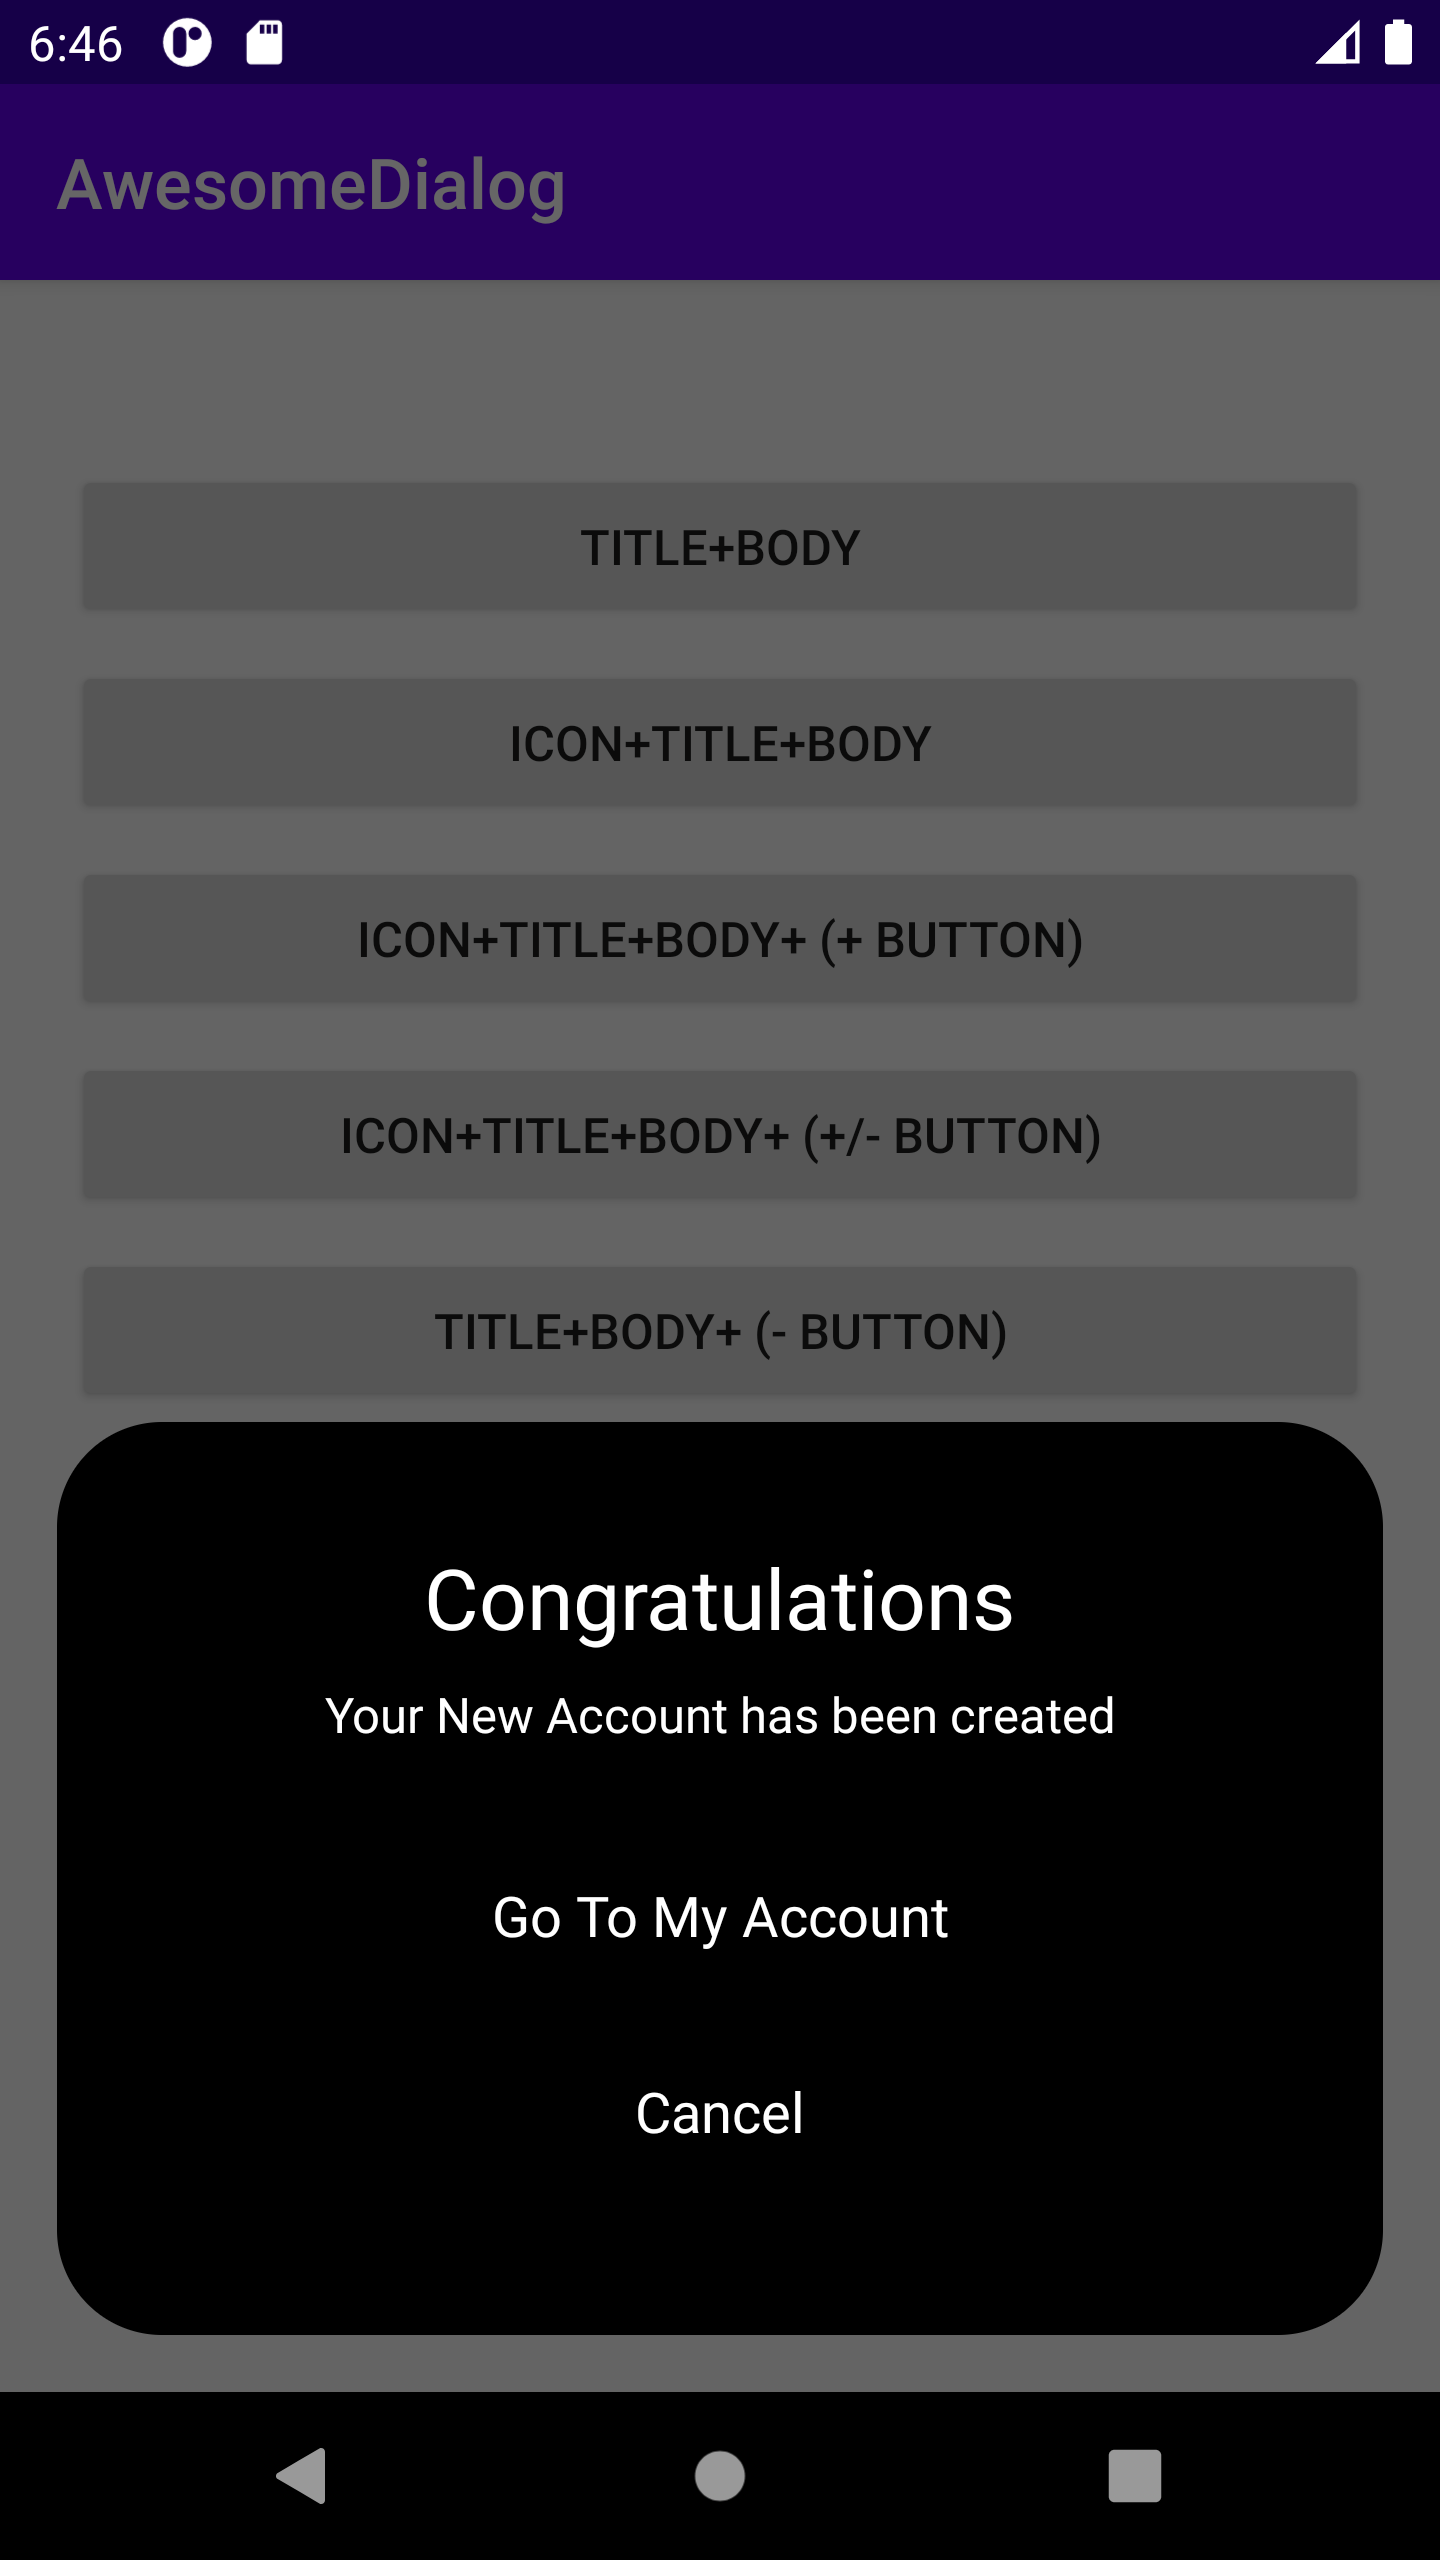 6:46
AwesomeDialog
TITLE+BODY
ICON+TITLE+BODY
ICON+TITLE+BODY+ (+ BUTTON)
ICON+TITLE+BODY+ (+/- BUTTON)
TITLE+BODY+ (- BUTTON)
Congratulations
Your New Account has been created
Go To My Account
Cancel